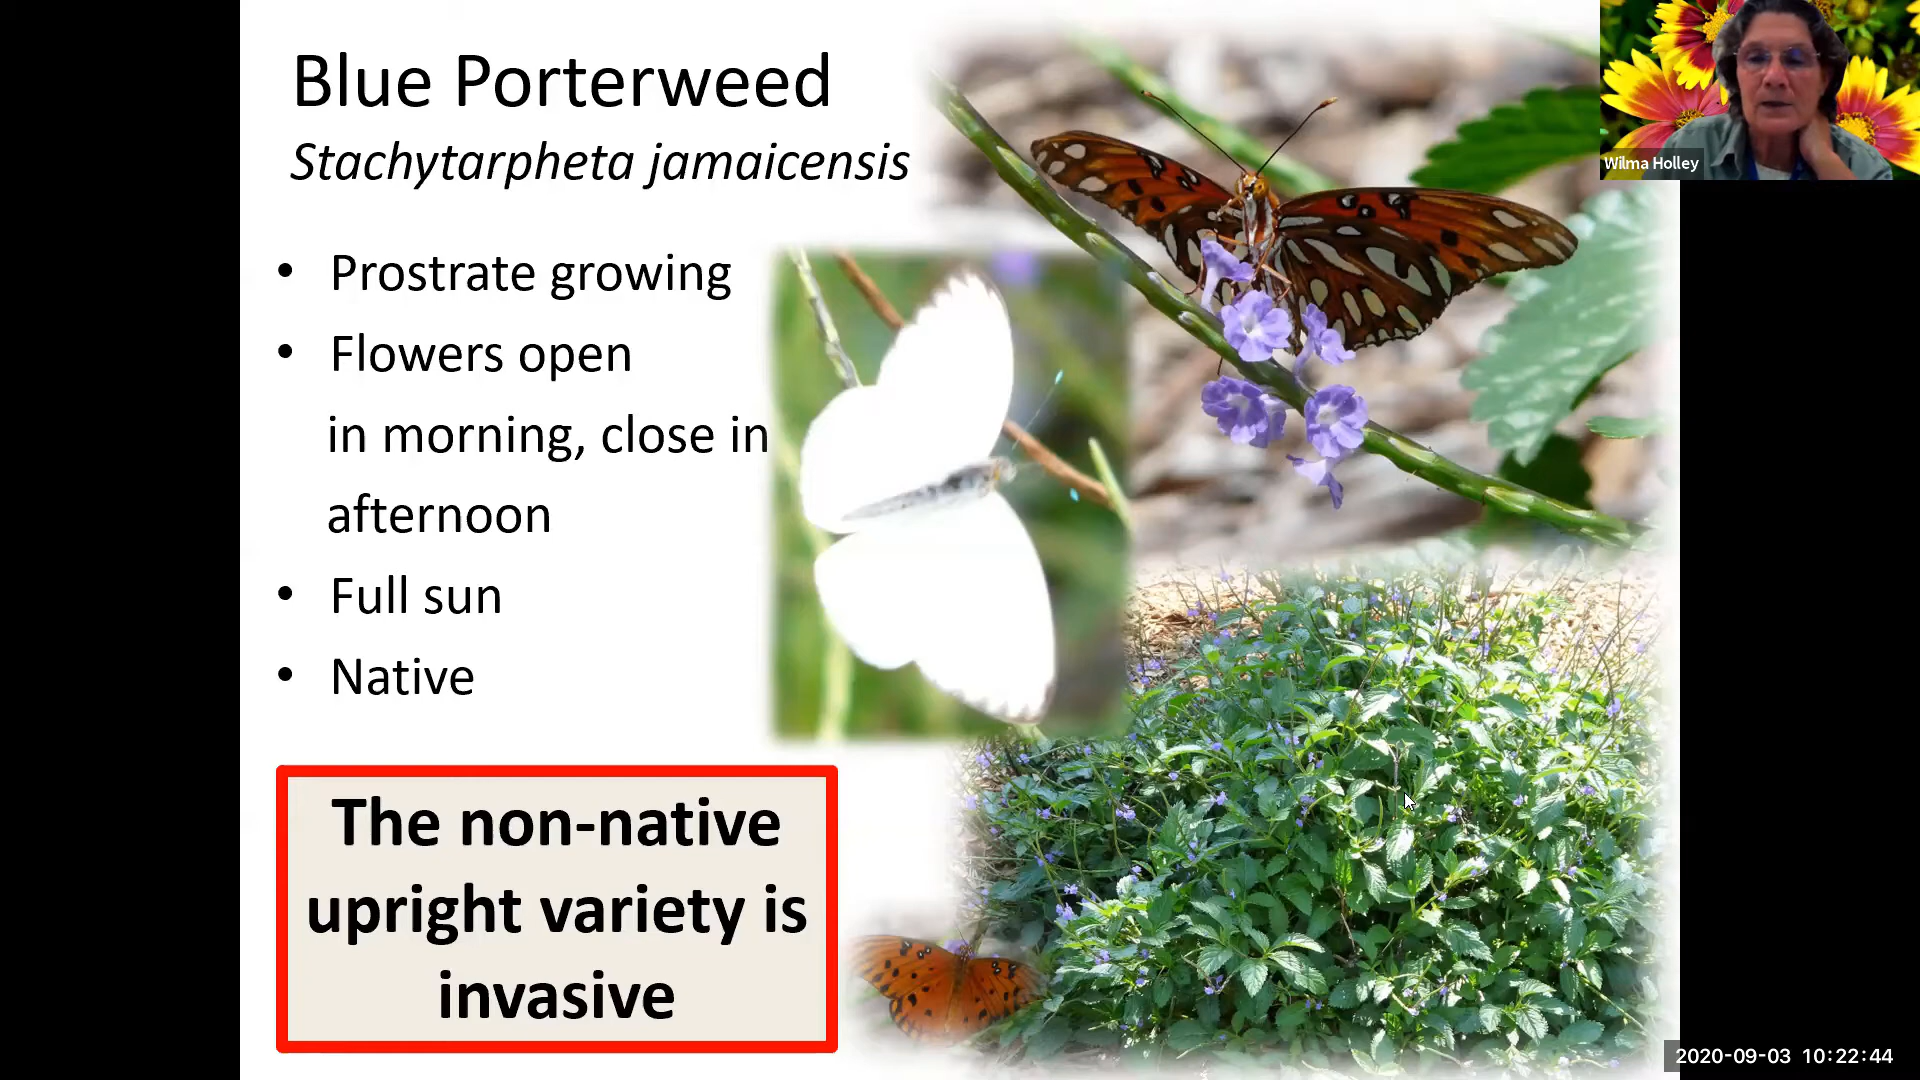 Blue Porterweed
Stachytarpheta jamaicensis
• Prostrate growing
• Flowers open
in morning, close in
afternoon
• Full sun
• Native
The non-native
upright variety is
invasive
Wilma Holley
2020-09-03 10:22:44